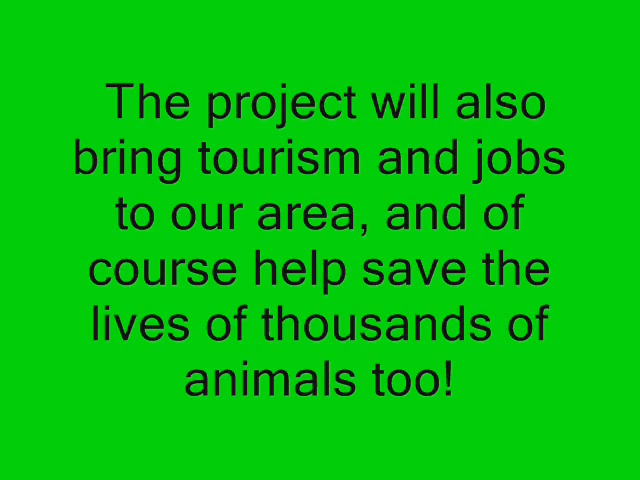 The project will also
bring tourism and jobs
to our area, and of
course help save the
lives of thousands of
animals too!